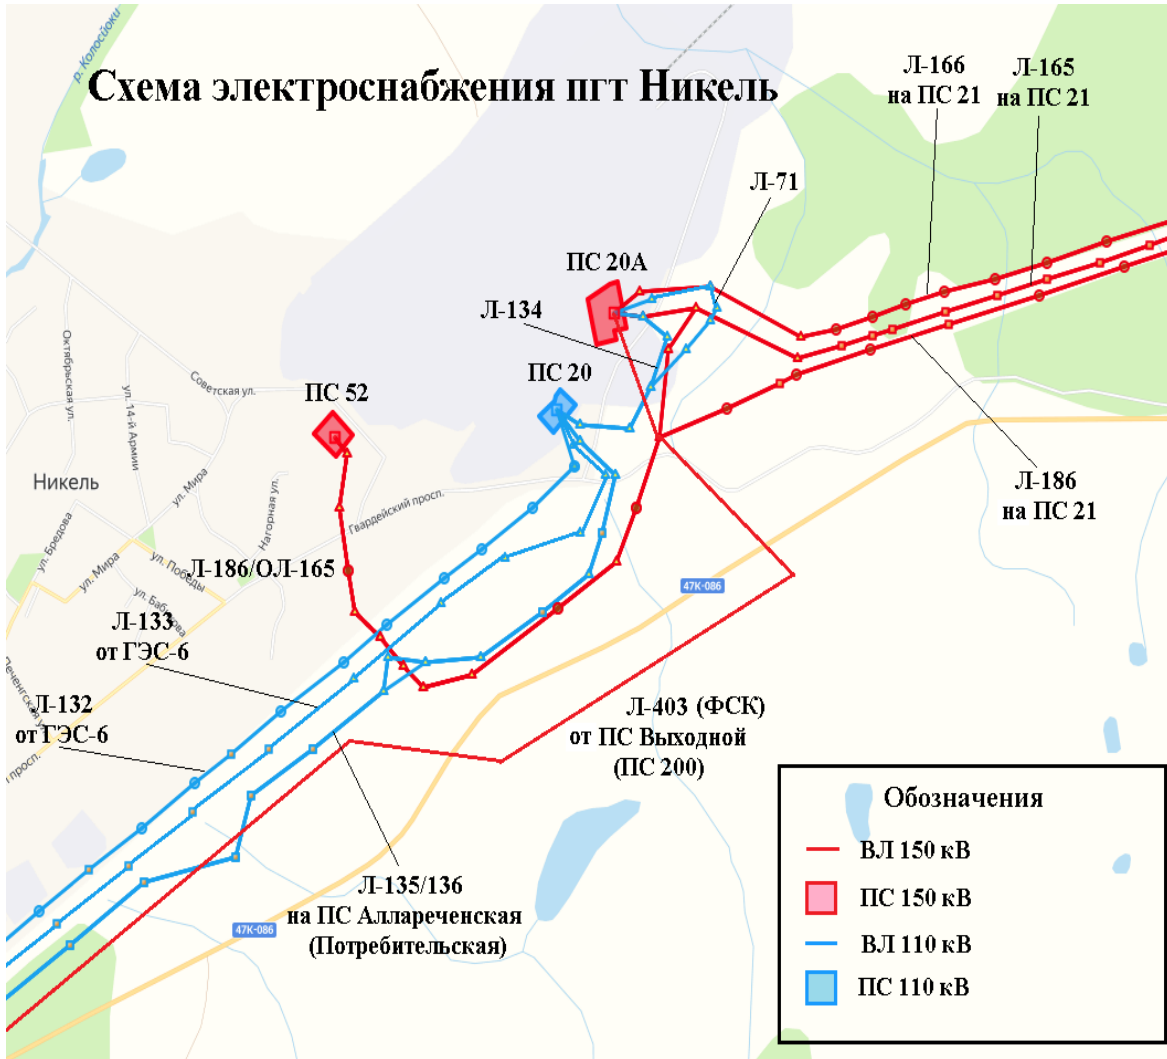 р. Колосйоки
Схема электроснабжения пгт Никель
Л-166
на ПС 21
Л-165
на ПС 21
Л-71
ПС 20А
Л-134
ПС 20
ПС 52
Октябрьская ул.
ул. 14-й Армии
Советская ул.
ул. Мира
Никель
Нагорная ул.
Гвардейский просп.
ул. Бредова
ул. Мира
ул. Победы
Л-186/ОЛ-165
Л-186
на ПС 21
47К-086
Л-133
от ГЭС-6
Л-132
от ГЭС-6
Л-403 (ФСК)
от ПС Выходной
(ПС 200)
просп.
Л-135/136
на ПС Аллареченская
(Потребительская)
47К-086
Обозначения
ВЛ 150 кВ
ПС 150 кВ
ВЛ 110 кВ
ПС 110 кВ